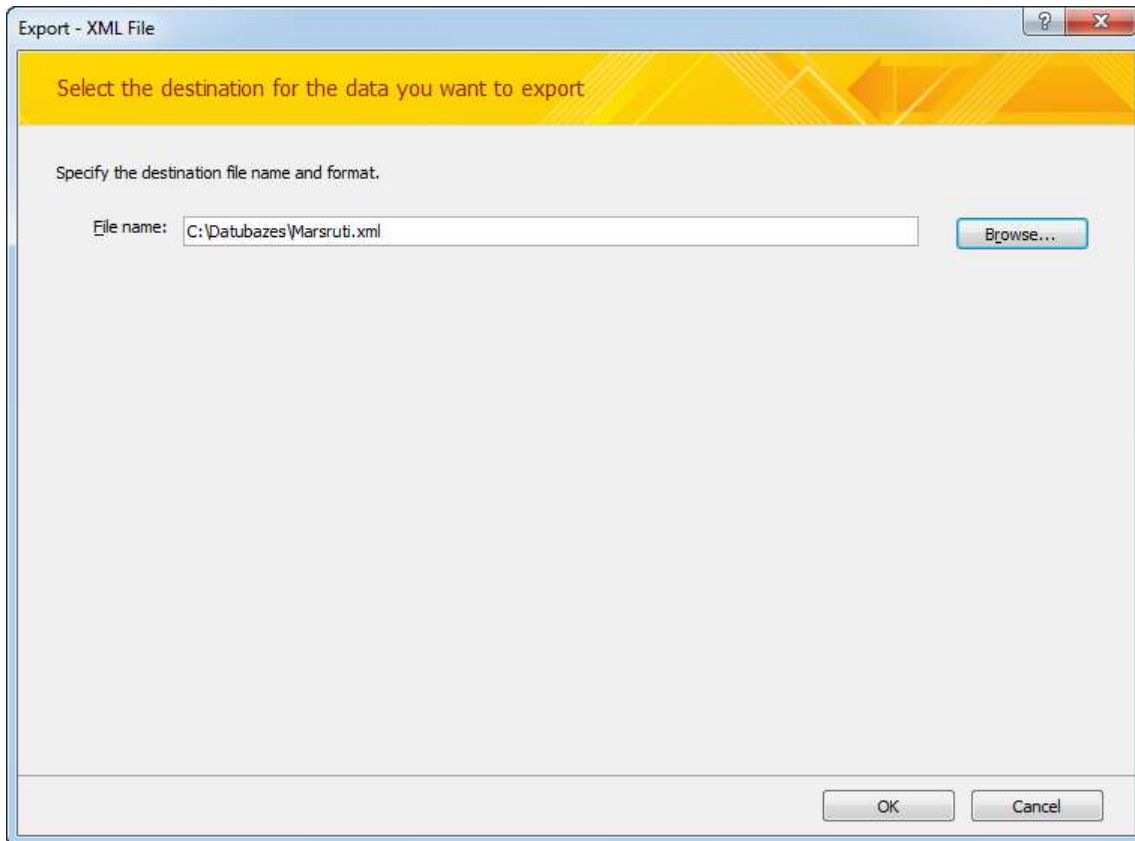 Export - XML File
Select the destination for the data you want to export
Specify the destination file name and format.
File name: C:\Datubazes\Marsruti.xml Browse...
OK Cancel